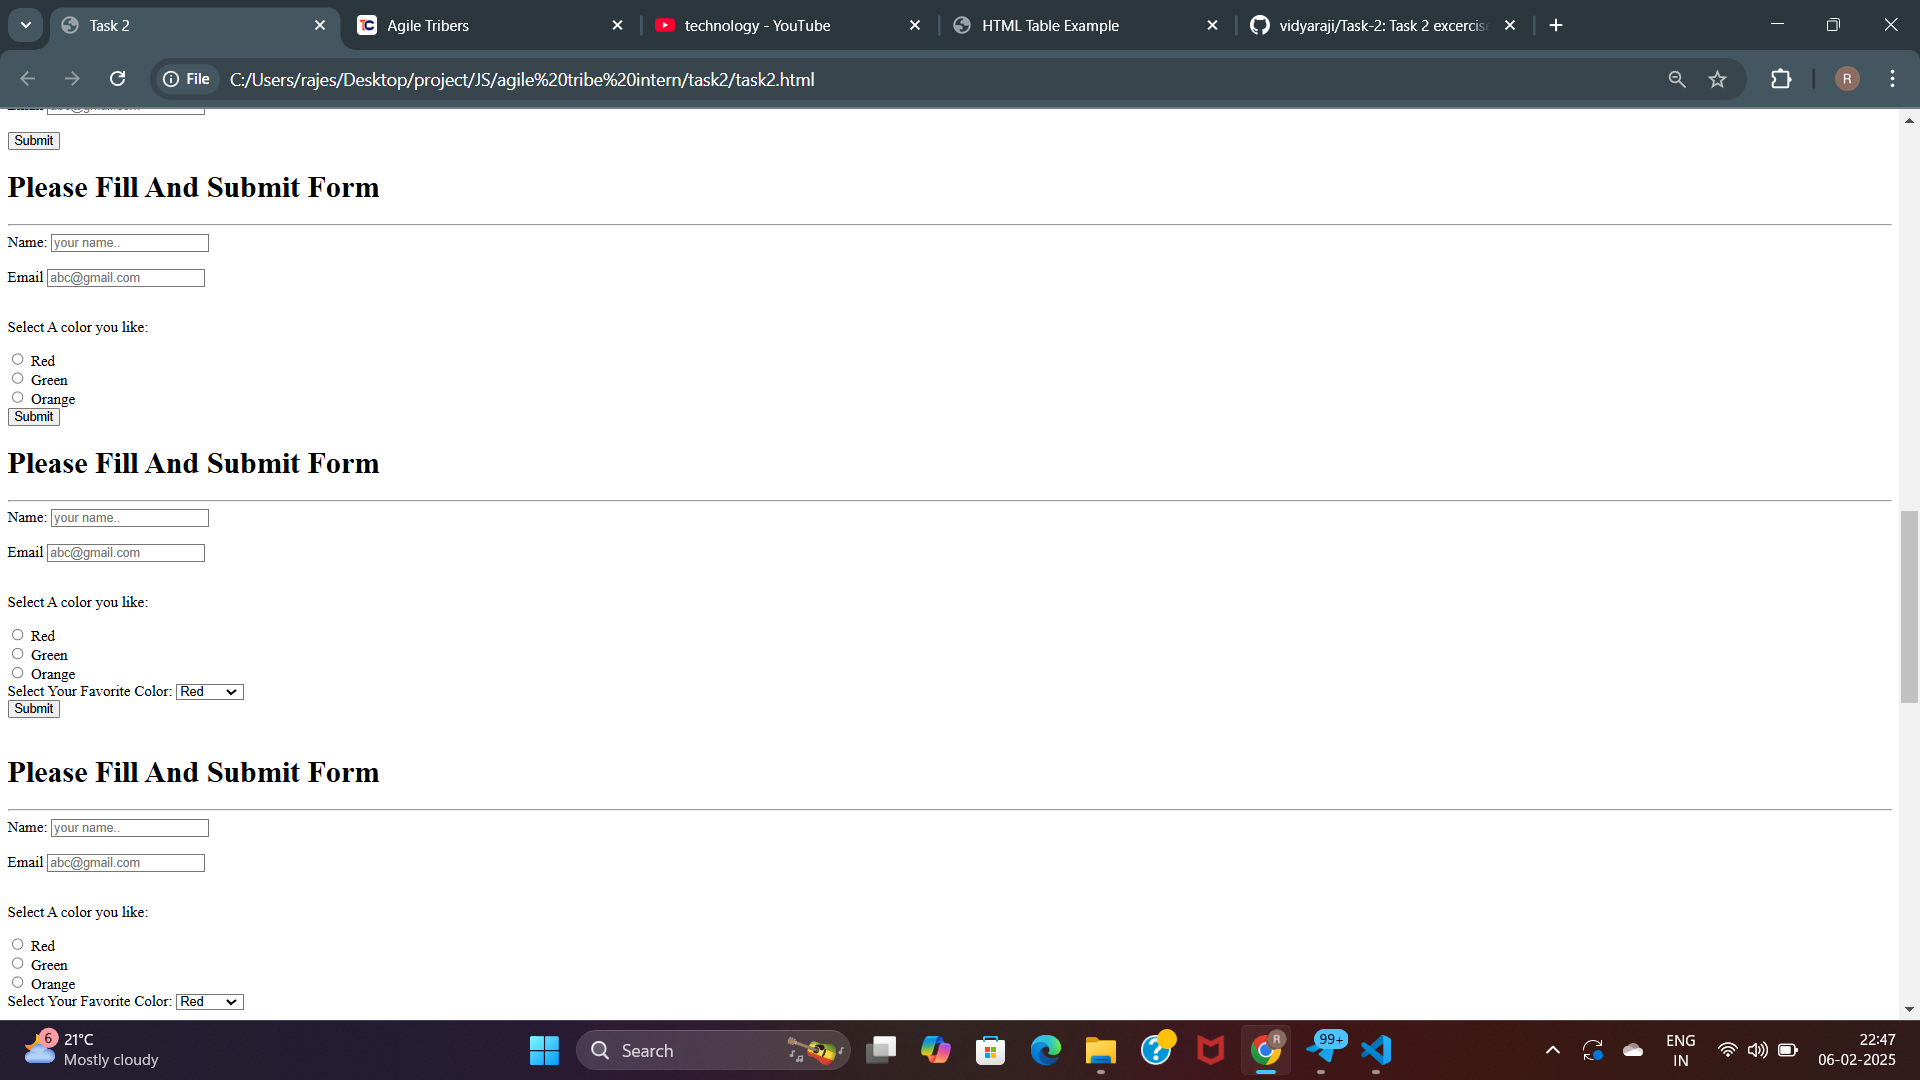 Task 2
Agile Tribers
technology - YouTube
HTML Table Example
vidyaraji/Task-2: Task 2 excercis
File
C:/Users/rajes/Desktop/project/JS/agile%20tribe%20intern/task2/task2.html
R
Email abc@gmail.com
Submit
Please Fill And Submit Form
Name: your name..
Email abc@gmail.com
Select A color you like:
Red
Green
Orange
Submit
Please Fill And Submit Form
Name: your name..
Email abc@gmail.com
Select A color you like:
Red
Green
Orange
Select Your Favorite Color: Red
Submit
Please Fill And Submit Form
Name: your name..
Email abc@gmail.com
Select A color you like:
Red
Green
Orange
Select Your Favorite Color: Red
6
21°C
Mostly cloudy
Search
R
99+
ENG
IN
22:47
06-02-2025